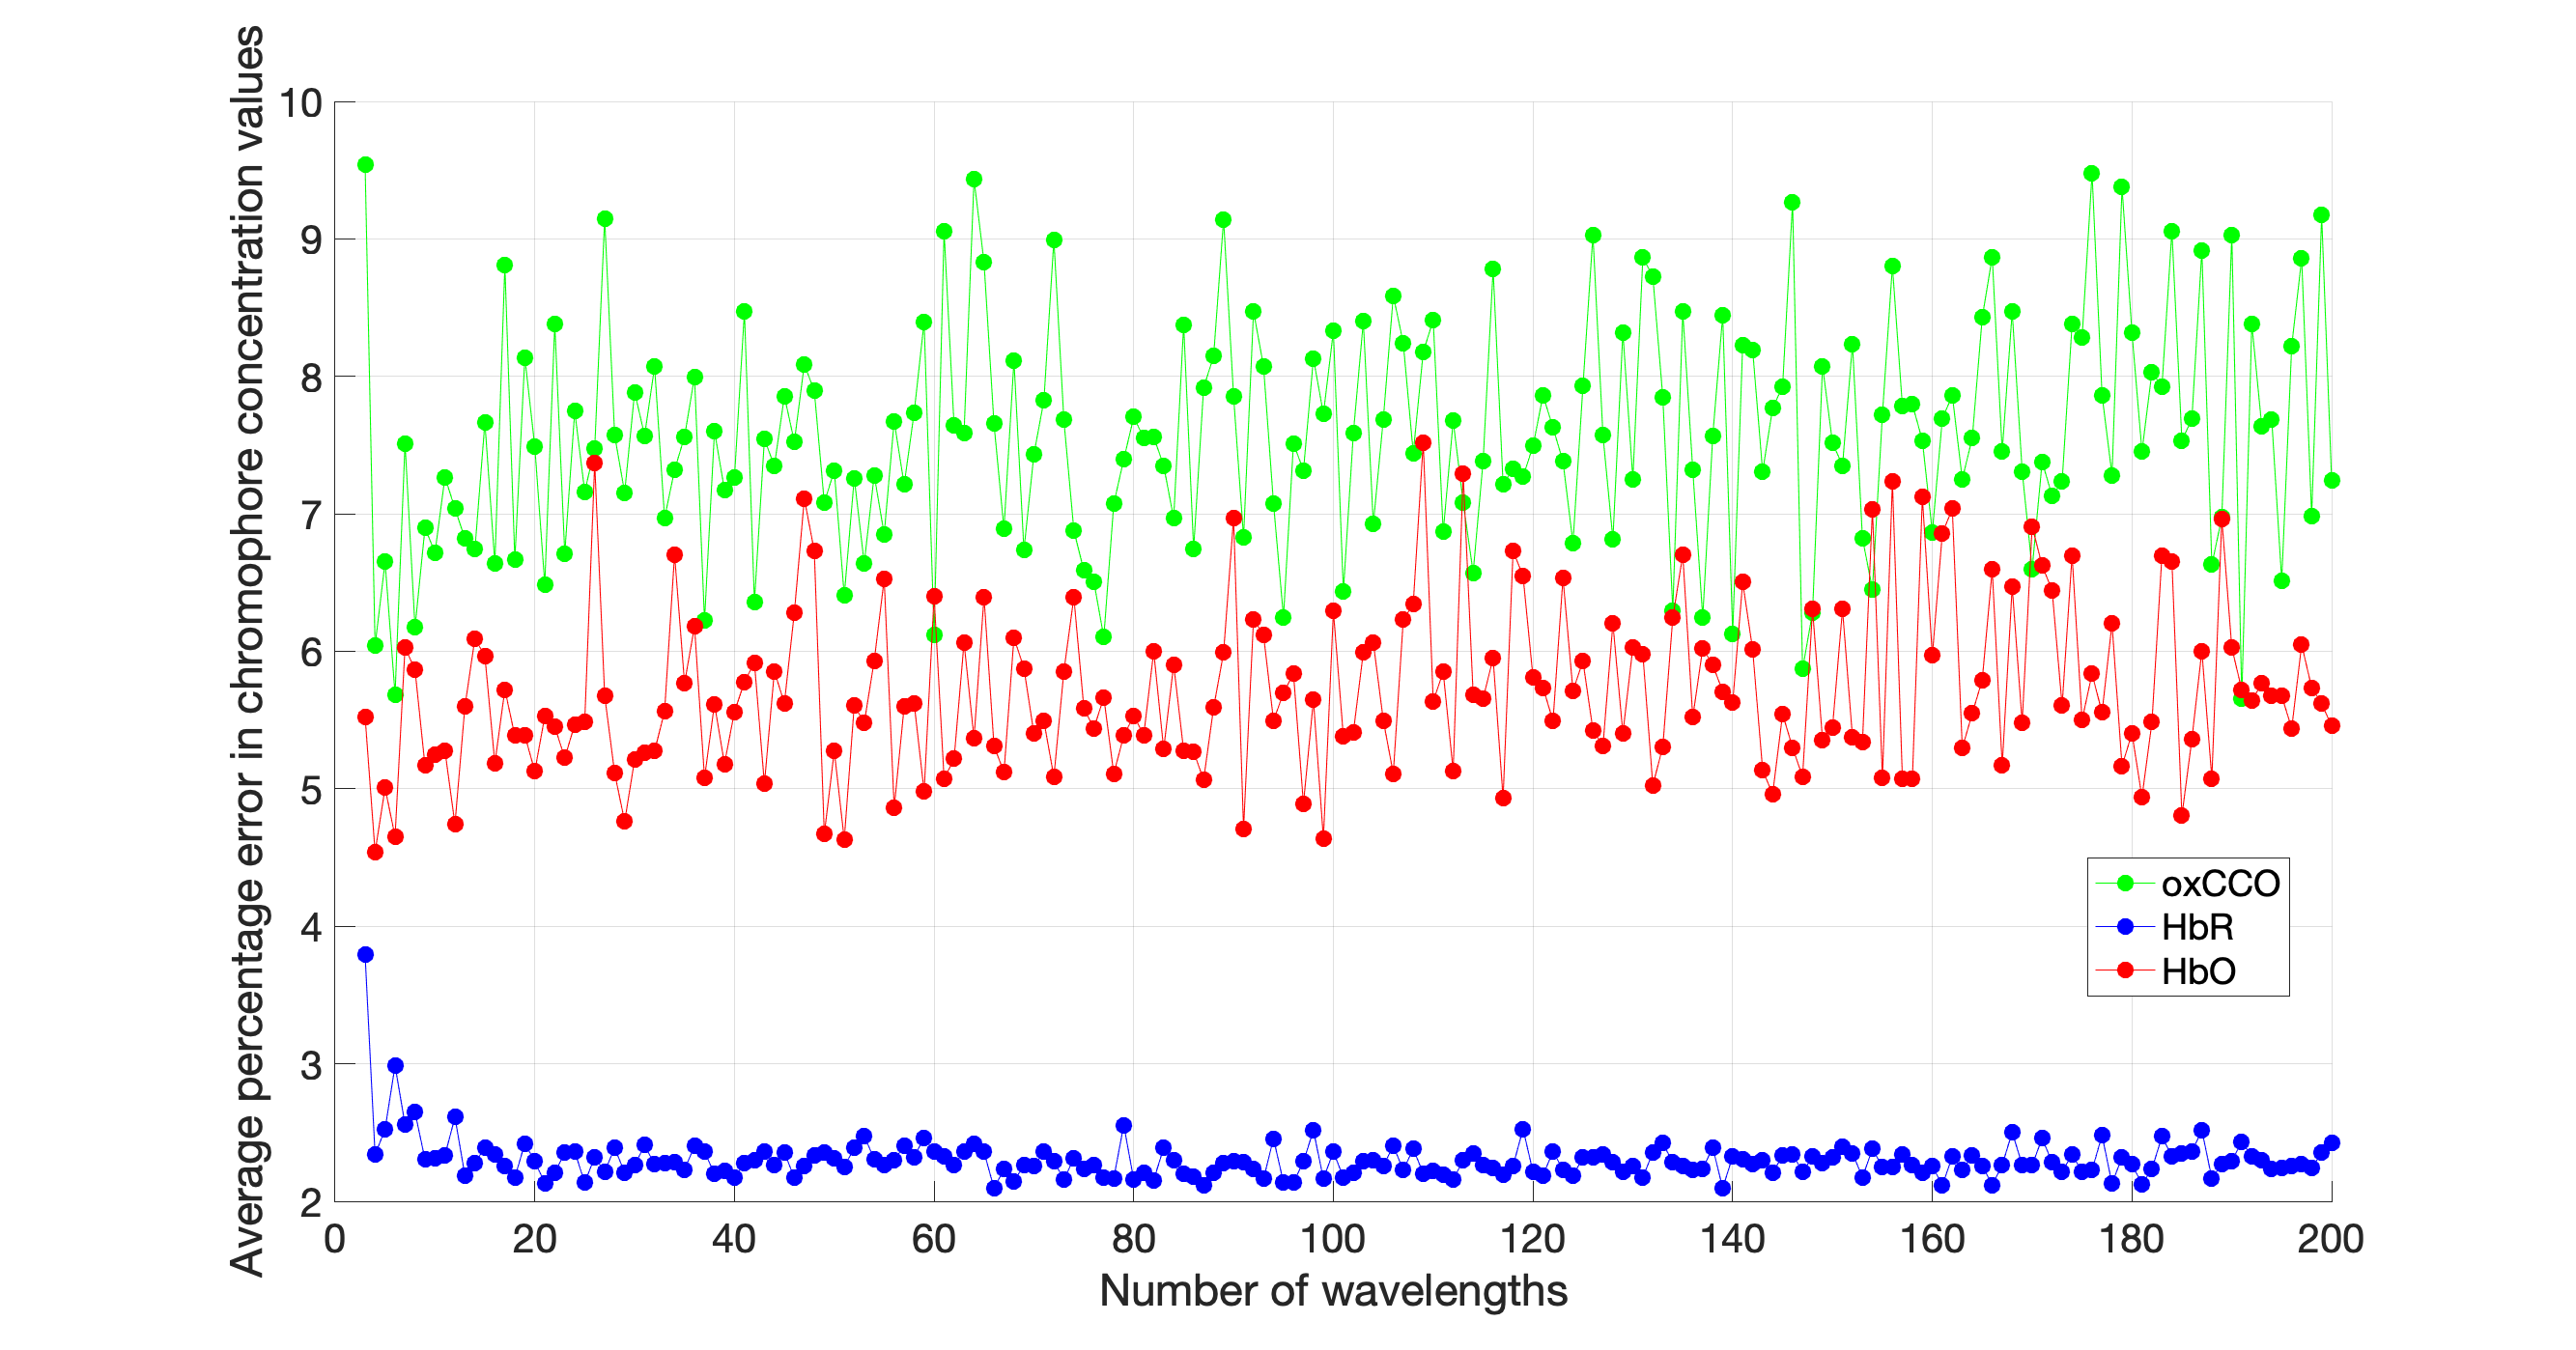 Average percentage error in chromophore concentration values
10
9
8
7
6
5
4
3
2
0 20 40 60 80 100 120 140 160 180 200
Number of wavelengths
oxCCO
HbR
HbO